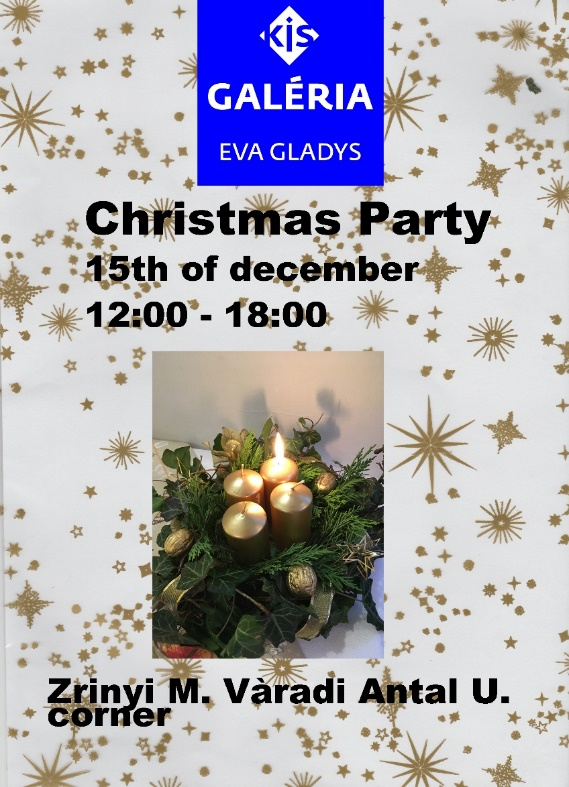 KIS
GALÉRIA
EVA GLADYS
Christmas Party
15th of december
12:00 - 18:00
Zrinyi M. Vàradi Antal U.
corner